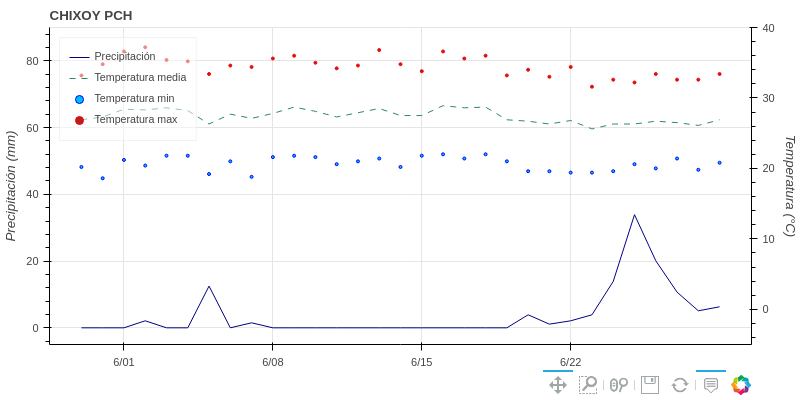 CHIXOY PCH
Precipitación
Temperatura media
Temperatura min
Temperatura max
Precipitación (mm)
80
60
40
20
0
Temperatura (°C)
40
30
20
10
0
6/01
6/08
6/15
6/22